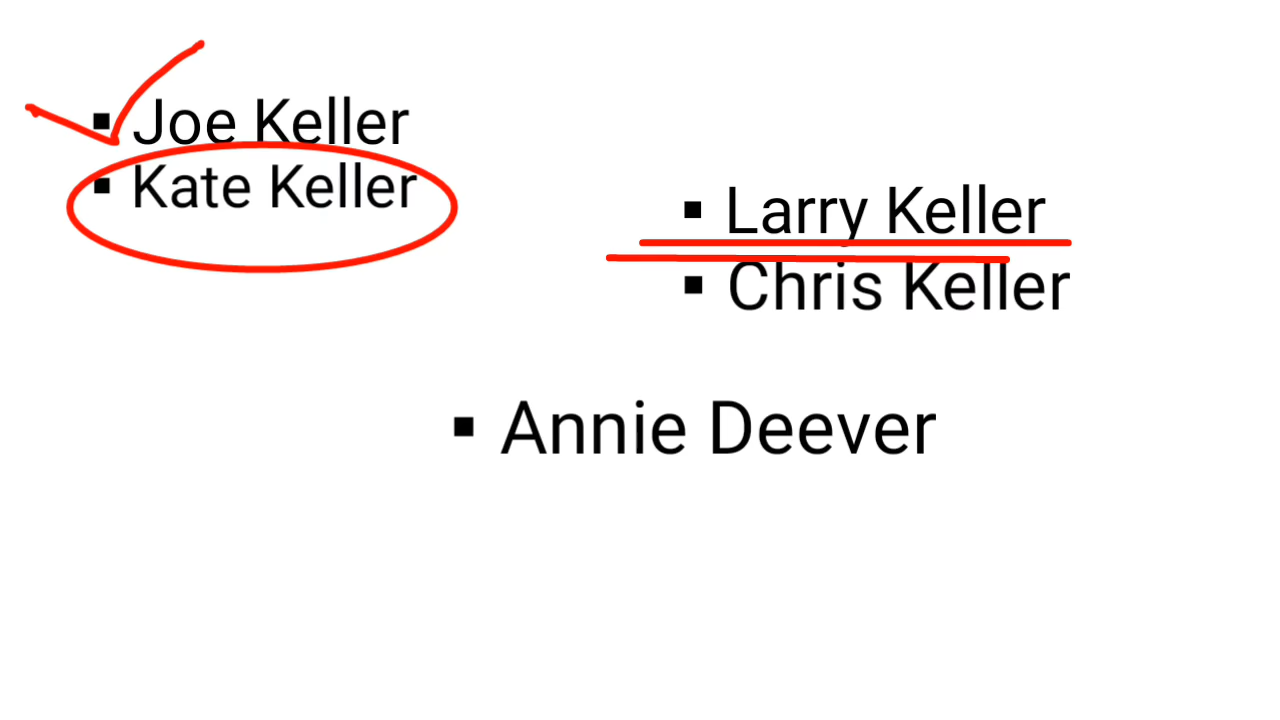 ▪ Joe Keller
▪ Kate Keller
▪ Larry Keller
▪ Chris Keller
▪ Annie Deever